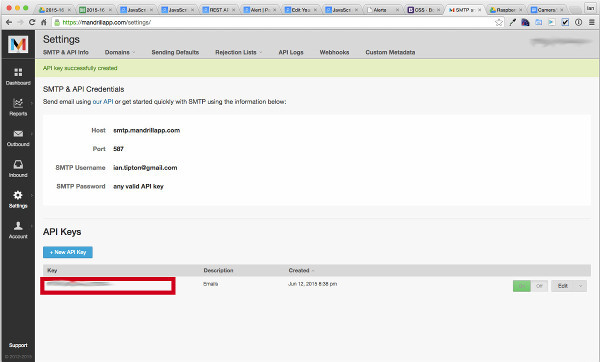 2015-16
2015-16
JavaScr
JavaScr
REST AI
Alert | Pa
Edit You
JavaScr
JavaScr
Alerts
CSS · B
SMTP &
Raspbe
Camera
Ian
https://mandrillapp.com/settings/
Settings
SMTP & API Info Domains Sending Defaults Rejection Lists API Logs Webhooks Custom Metadata
API key successfully created
Dashboard
Reports
Outbound
Inbound
Settings
Account
Support
SMTP & API Credentials
Send email using our API or get started quickly with SMTP using the information below:
Host smtp.mandrillapp.com
Port 587
SMTP Username ian.tipton@gmail.com
SMTP Password any valid API key
API Keys
+ New API Key
Key Description Created
Emails Jun 12, 2015 8:38 pm Off Edit